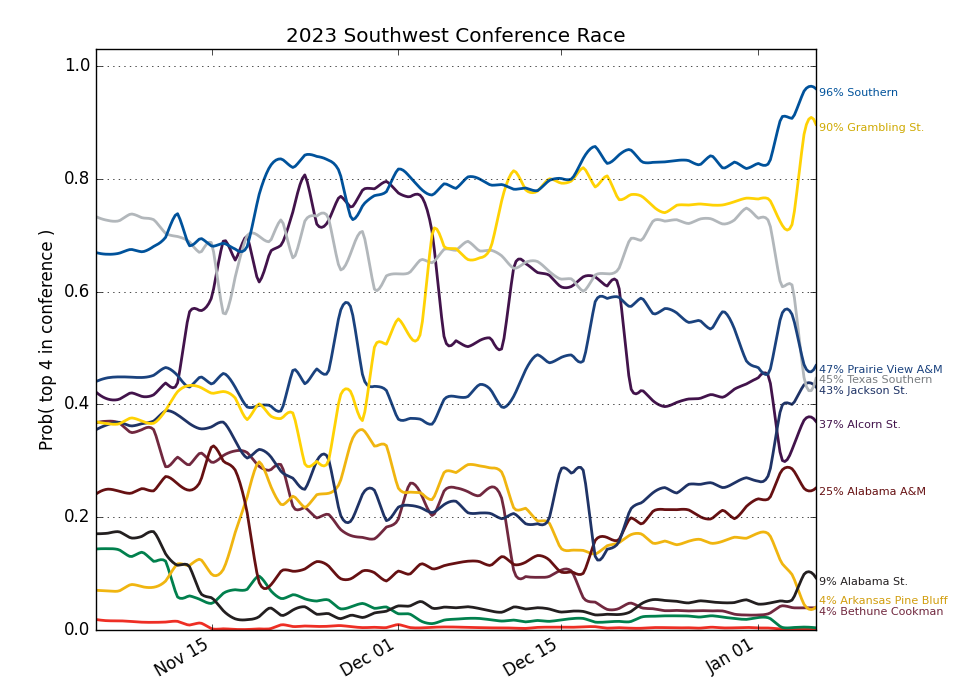 2023 Southwest Conference Race
Prob( top 4 in conference )
1.0
0.8
0.6
0.4
0.2
0.0
Nov 15
Dec 01
Dec 15
Jan 01
96% Southern
90% Grambling St.
47% Prairie View A&M
45% Texas Southern
43% Jackson St.
37% Alcorn St.
25% Alabama A&M
9% Alabama St.
4% Arkansas Pine Bluff
4% Bethune Cookman